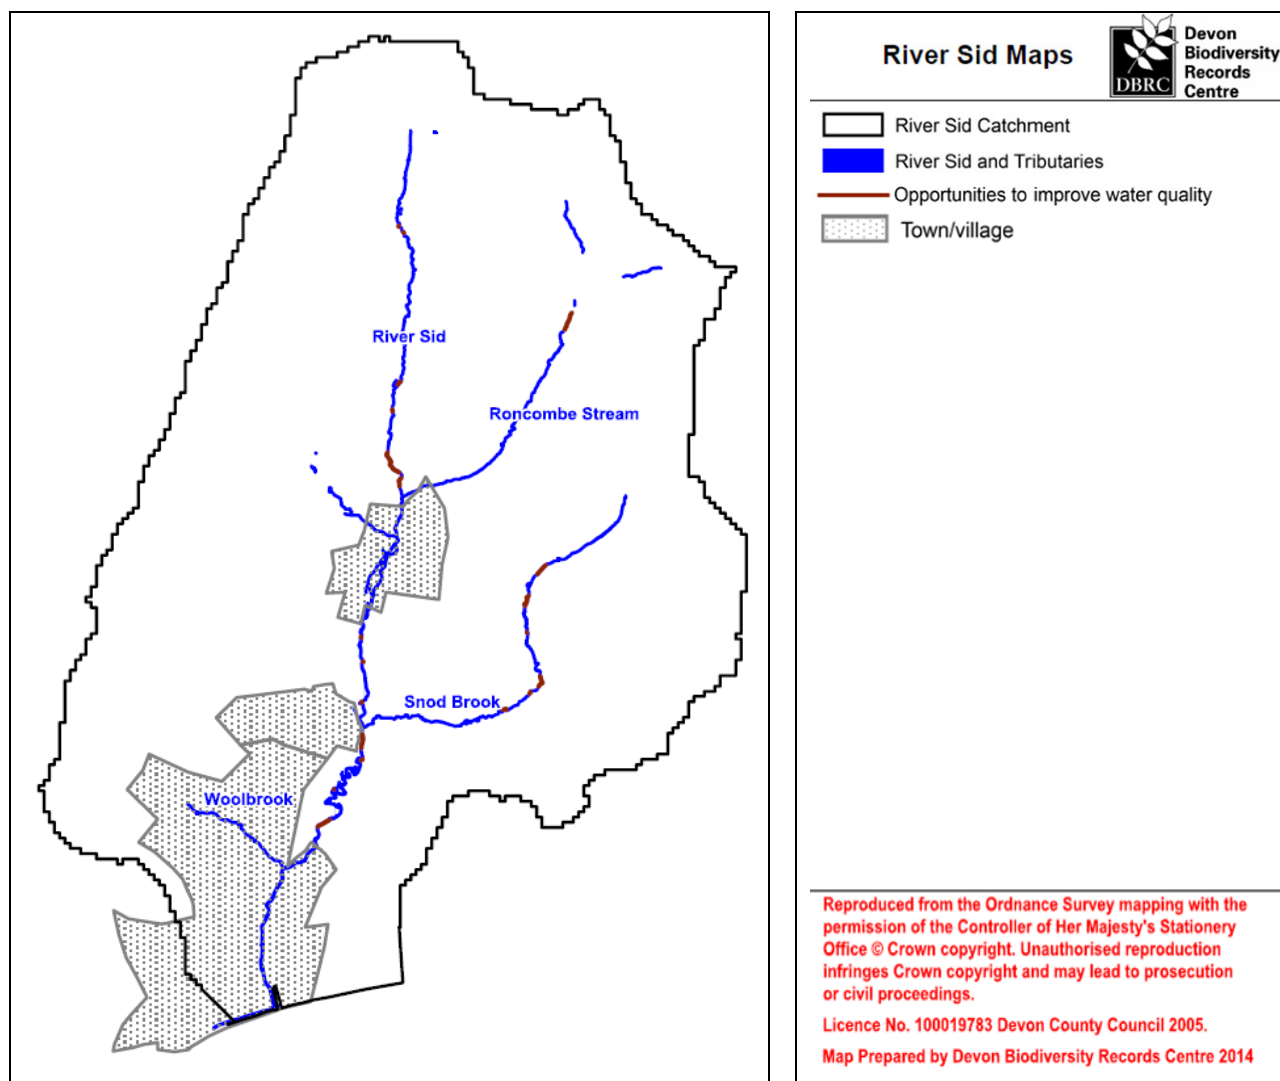 River Sid
Roncombe Stream
Snod Brook
Woolbrook
River Sid Maps
DBRC
Devon
Biodiversity
Records
Centre
River Sid Catchment
River Sid and Tributaries
Opportunities to improve water quality
Town/village
Reproduced from the Ordnance Survey mapping with the
permission of the Controller of Her Majesty's Stationery
Office © Crown copyright. Unauthorised reproduction
infringes Crown copyright and may lead to prosecution
or civil proceedings.
Licence No. 100019783 Devon County Council 2005.
Map Prepared by Devon Biodiversity Records Centre 2014